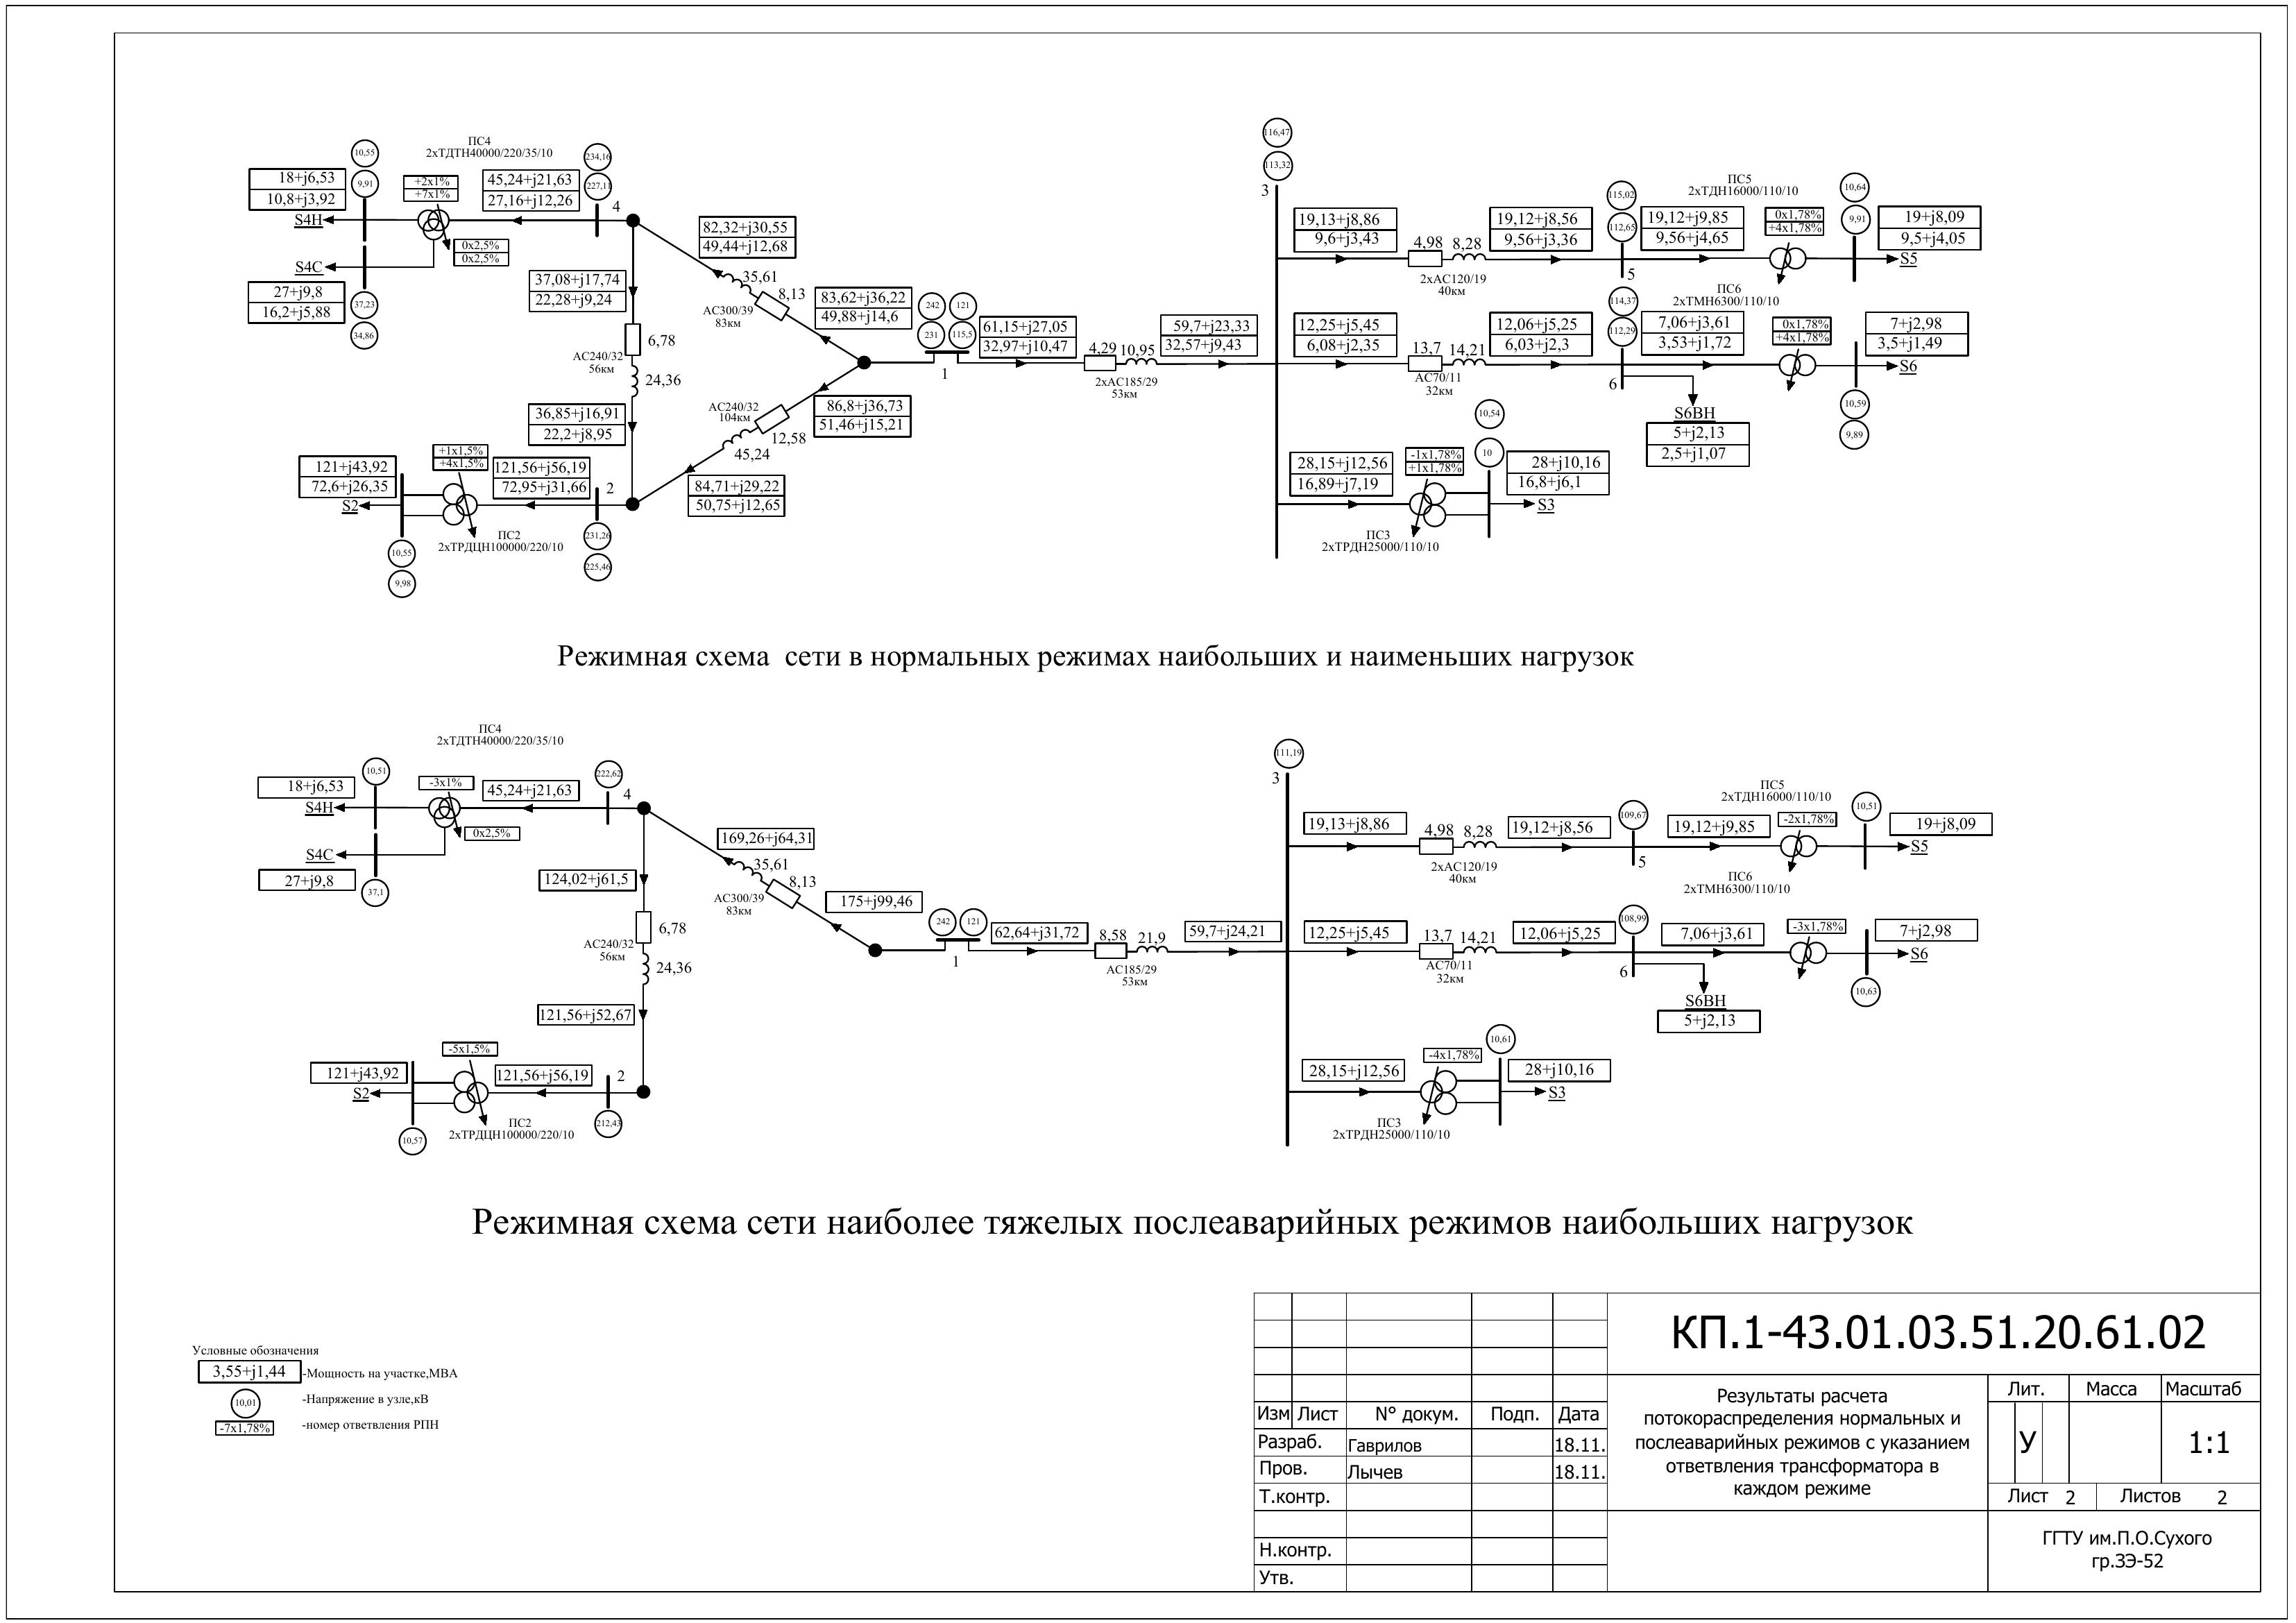 ПС4
2хТДТН40000/220/35/10
10,55
9,91
18+j6,53
10,8+j3,92
S4Н
+2х1%
+7х1%
45,24+j21,63
27,16+j12,26
234,16
227,11
4
0х2,5%
0х2,5%
S4С
27+j9,8
16,2+j5,88
37,23
34,86
82,32+j30,55
49,44+j12,68
37,08+j17,74
22,28+j9,24
35,61
8,13
АС300/39
83км
83,62+j36,22
49,88+j14,6
6,78
АС240/32
56км
24,36
242
121
231
115,5
1
АС240/32
104км
12,58
45,24
86,8+j36,73
51,46+j15,21
36,85+j16,91
22,2+j8,95
84,71+j29,22
50,75+j12,65
121+j43,92
72,6+j26,35
S2
+1х1,5%
+4х1,5%
121,56+j56,19
72,95+j31,66
2
ПС2
2хТРДЦН100000/220/10
10,55
9,98
231,26
225,46
61,15+j27,05
32,97+j10,47
4,29
10,95
2хАС185/29
53км
59,7+j23,33
32,57+j9,43
116,47
113,32
3
19,13+j8,86
9,6+j3,43
4,98
8,28
2хАС120/19
40км
19,12+j8,56
9,56+j3,36
115,02
112,65
5
19,12+j9,85
9,56+j4,65
ПС5
2хТДН16000/110/10
0х1,78%
+4х1,78%
10,64
9,91
19+j8,09
9,5+j4,05
S5
12,25+j5,45
6,08+j2,35
13,7
14,21
АС70/11
32км
12,06+j5,25
6,03+j2,3
114,37
112,29
6
7,06+j3,61
3,53+j1,72
ПС6
2хТМН6300/110/10
0х1,78%
+4х1,78%
7+j2,98
3,5+j1,49
S6
10,59
9,89
S6ВН
5+j2,13
2,5+j1,07
28,15+j12,56
16,89+j7,19
-1х1,78%
+1х1,78%
10,54
10
28+j10,16
16,8+j6,1
S3
ПС3
2хТРДН25000/110/10
Режимная схема сети в нормальных режимах наибольших и наименьших нагрузок
ПС4
2хТДТН40000/220/35/10
10,51
18+j6,53
S4Н
-3х1%
45,24+j21,63
222,62
4
0х2,5%
S4С
27+j9,8
37,1
169,26+j64,31
35,61
8,13
АС300/39
83км
124,02+j61,5
175+j99,46
6,78
АС240/32
56км
24,36
242
121
1
121,56+j52,67
121+j43,92
S2
-5х1,5%
121,56+j56,19
2
ПС2
2хТРДЦН100000/220/10
10,57
212,43
62,64+j31,72
8,58
21,9
АС185/29
53км
59,7+j24,21
111,19
3
19,13+j8,86
4,98
8,28
2хАС120/19
40км
19,12+j8,56
109,67
5
19,12+j9,85
ПС5
2хТДН16000/110/10
-2х1,78%
10,51
19+j8,09
S5
12,25+j5,45
13,7
14,21
АС70/11
32км
12,06+j5,25
108,99
6
7,06+j3,61
ПС6
2хТМН6300/110/10
-3х1,78%
7+j2,98
S6
10,63
S6ВН
5+j2,13
28,15+j12,56
-4х1,78%
10,61
28+j10,16
S3
ПС3
2хТРДН25000/110/10
Режимная схема сети наиболее тяжелых послеаварийных режимов наибольших нагрузок
Условные обозначения
3,55+j1,44 -Мощность на участке,МВА
10,01 -Напряжение в узле,кВ
-7х1,78% -номер ответвления РПН
КП.1-43.01.03.51.20.61.02
Результаты расчета
потокораспределения нормальных и
послеаварийных режимов с указанием
ответвления трансформатора в
каждом режиме
Лит. Масса Масштаб
У 1:1
Лист 2 Листов 2
ГГТУ им.П.О.Сухого
гр.ЗЭ-52
Изм Лист N° докум. Подп. Дата
Разраб. Гаврилов 18.11.
Пров. Лычев 18.11.
Т.контр.
Н.контр.
Утв.